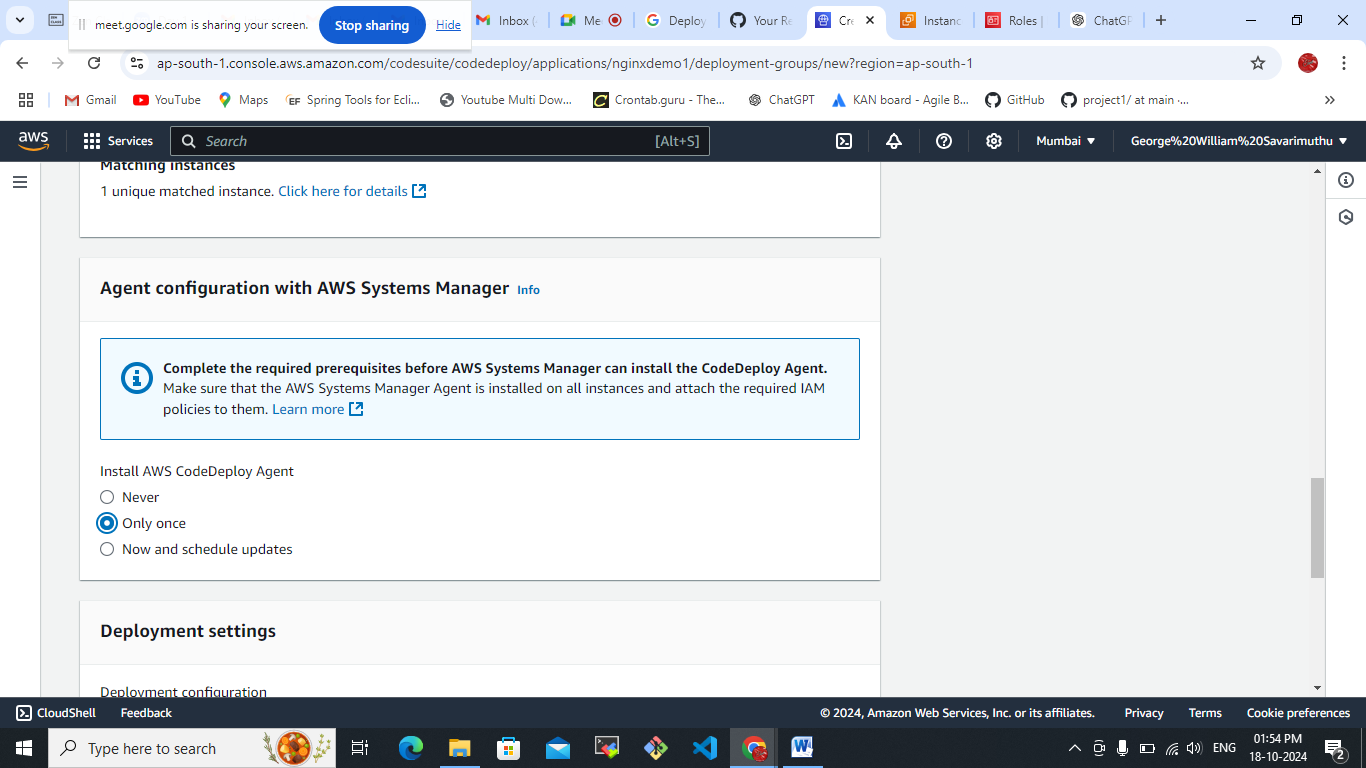 meet.google.com is sharing your screen.
Stop sharing
Hide
Inbox (
Me
Deploy
Your Re
Cre
Instanc
Roles |
ChatGP
ap-south-1.console.aws.amazon.com/codesuite/codedeploy/applications/nginxdemo1/deployment-groups/new?region=ap-south-1
Gmail
YouTube
Maps
EF Spring Tools for Ecli...
Youtube Multi Dow...
Crontab.guru - The...
ChatGPT
KAN board - Agile B...
GitHub
project1/ at main ·...
aws
Services
Search
[Alt+S]
Mumbai
George%20William%20Savarimuthu
Matching instances
1 unique matched instance. Click here for details
Agent configuration with AWS Systems Manager Info
Complete the required prerequisites before AWS Systems Manager can install the CodeDeploy Agent.
Make sure that the AWS Systems Manager Agent is installed on all instances and attach the required IAM
policies to them. Learn more
Install AWS CodeDeploy Agent
Never
Only once
Now and schedule updates
Deployment settings
Deployment configuration
CloudShell
Feedback
© 2024, Amazon Web Services, Inc. or its affiliates.
Privacy
Terms
Cookie preferences
Type here to search
ENG
01:54 PM
18-10-2024
2